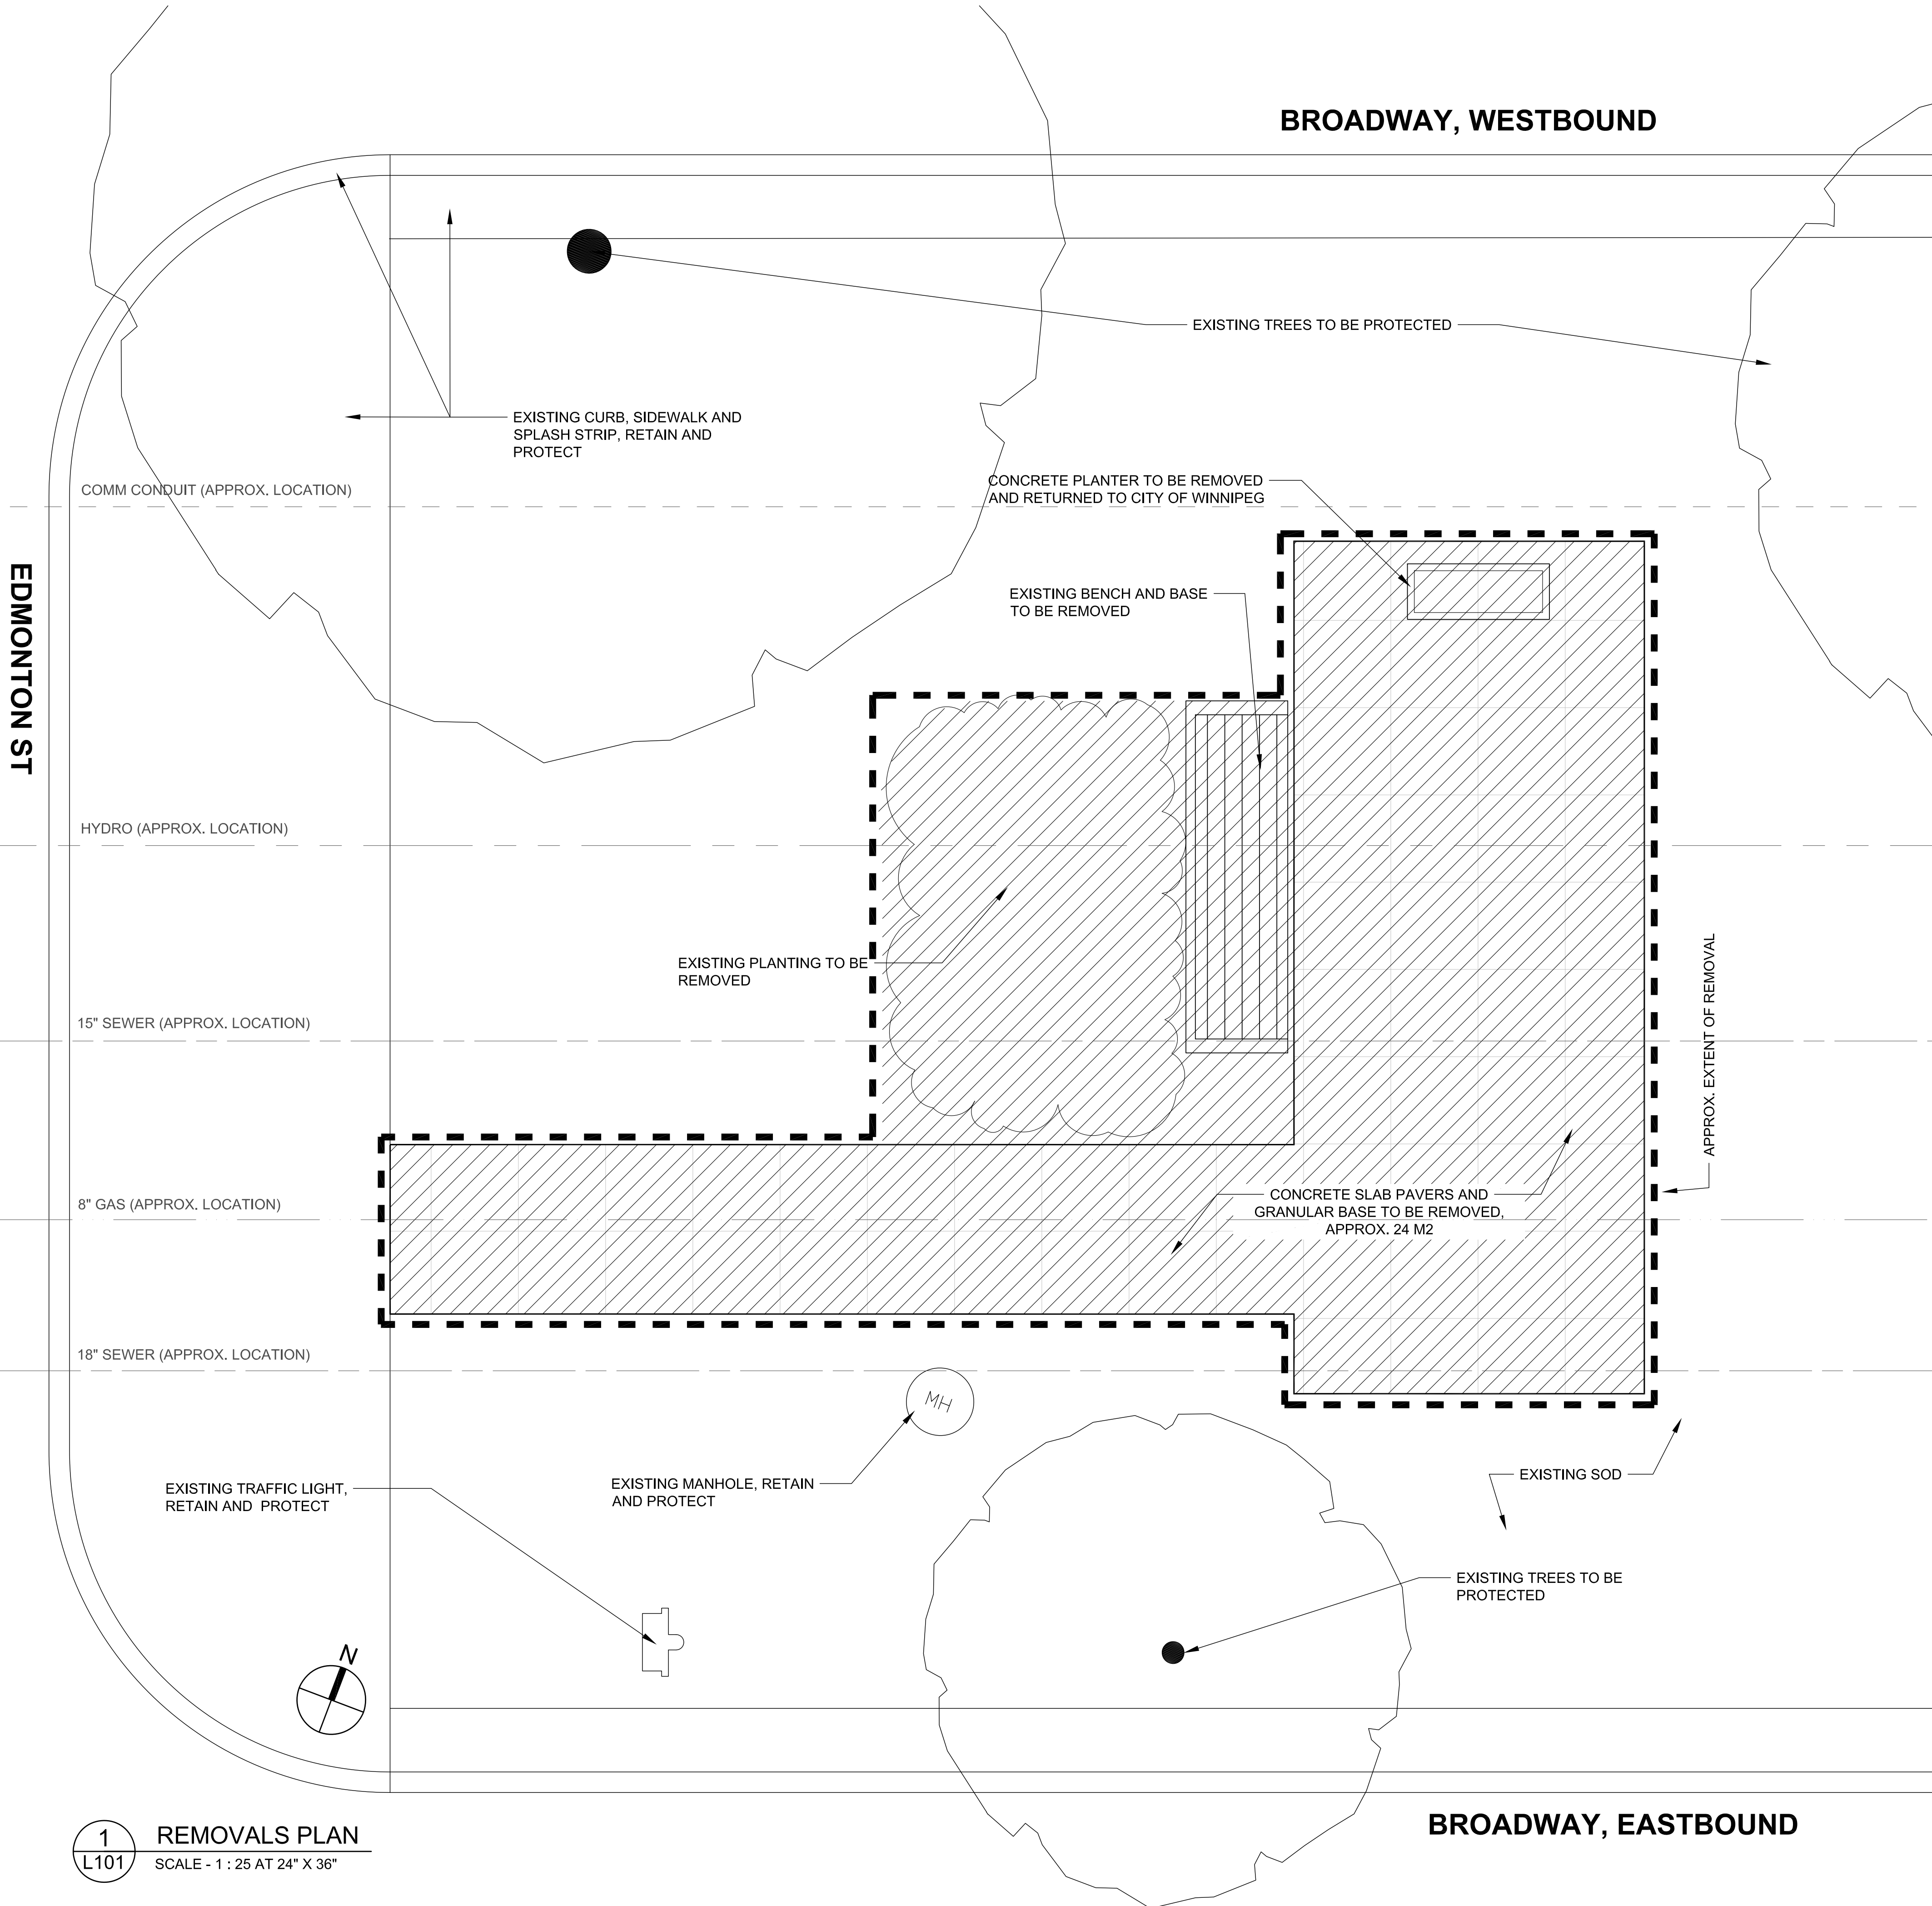 BROADWAY, WESTBOUND
EXISTING TREES TO BE PROTECTED
EXISTING CURB, SIDEWALK AND
SPLASH STRIP, RETAIN AND
PROTECT
COMM CONDUIT (APPROX. LOCATION)
CONCRETE PLANTER TO BE REMOVED
AND RETURNED TO CITY OF WINNIPEG
EDMONTON ST
EXISTING BENCH AND BASE
TO BE REMOVED
HYDRO (APPROX. LOCATION)
EXISTING PLANTING TO BE
REMOVED
15" SEWER (APPROX. LOCATION)
APPROX. EXTENT OF REMOVAL
8" GAS (APPROX. LOCATION)
CONCRETE SLAB PAVERS AND
GRANULAR BASE TO BE REMOVED,
APPROX. 24 M2
18" SEWER (APPROX. LOCATION)
MH
EXISTING TRAFFIC LIGHT,
RETAIN AND  PROTECT
EXISTING MANHOLE, RETAIN
AND PROTECT
EXISTING SOD
EXISTING TREES TO BE
PROTECTED
N
BROADWAY, EASTBOUND
1
L101
REMOVALS PLAN
SCALE - 1 : 25 AT 24" X 36"